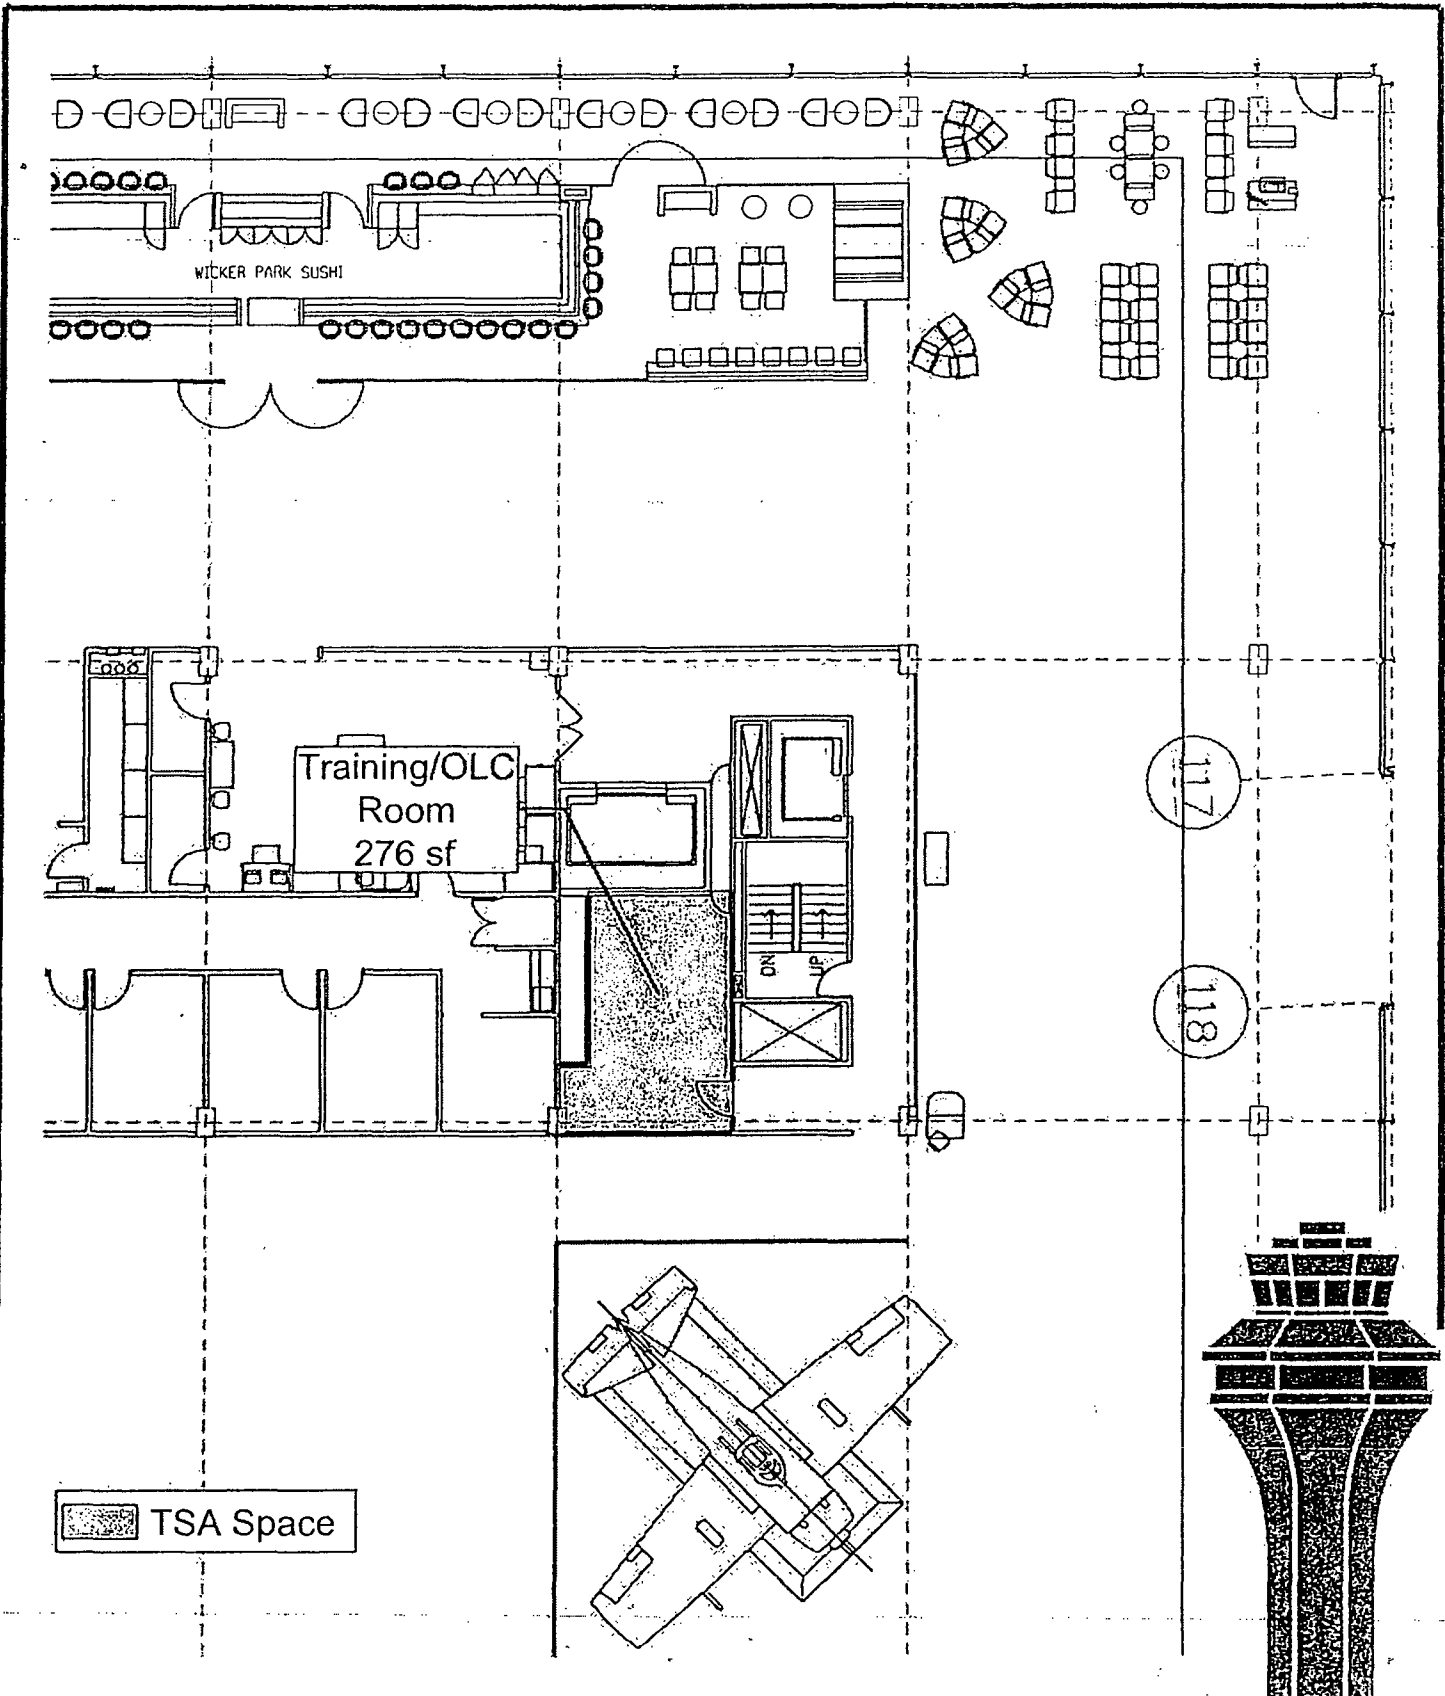 WICKER PARK SUSHI
Training/OLC
Room
276 sf
117
DN
UP
118
TSA Space